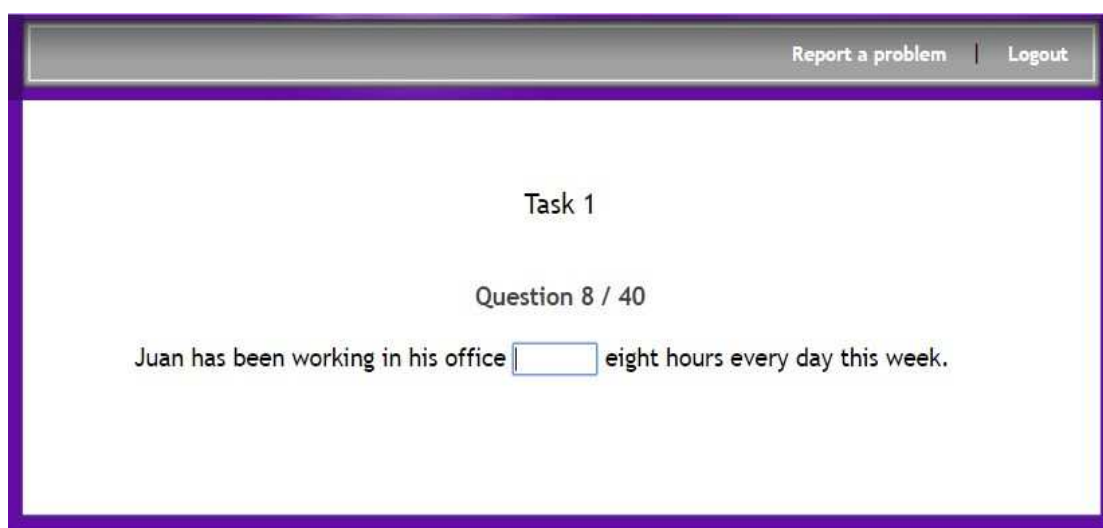 Report a problem | Logout
Task 1
Question 8 / 40
Juan has been working in his office eight hours every day this week.